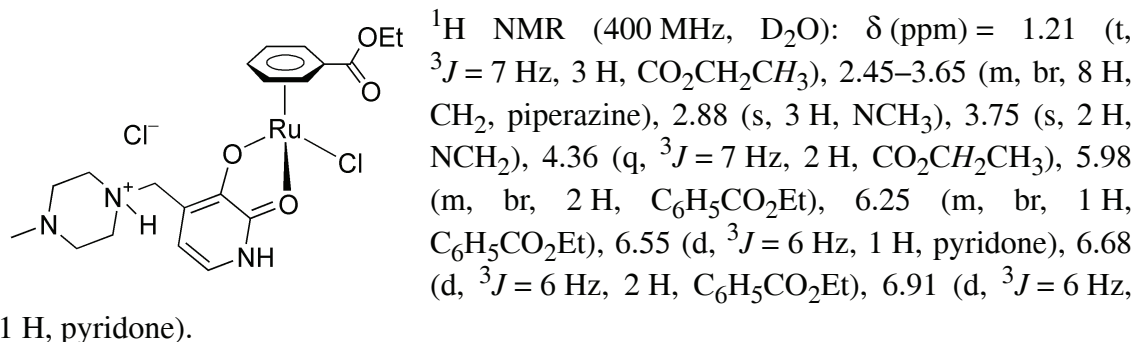 OEt
O
Cl⁻
Ru
O
Cl
O
N⁺
H
N
NH
¹H NMR (400 MHz, D₂O): δ (ppm) = 1.21 (t,
³J = 7 Hz, 3 H, CO₂CH₂CH₃), 2.45–3.65 (m, br, 8 H,
CH₂, piperazine), 2.88 (s, 3 H, NCH₃), 3.75 (s, 2 H,
NCH₂), 4.36 (q, ³J = 7 Hz, 2 H, CO₂CH₂CH₃), 5.98
(m, br, 2 H, C₆H₅CO₂Et), 6.25 (m, br, 1 H,
C₆H₅CO₂Et), 6.55 (d, ³J = 6 Hz, 1 H, pyridone), 6.68
(d, ³J = 6 Hz, 2 H, C₆H₅CO₂Et), 6.91 (d, ³J = 6 Hz,
1 H, pyridone).